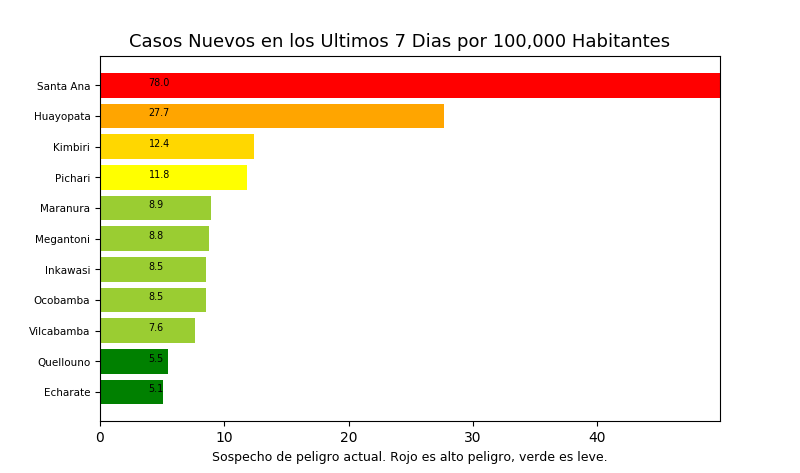 Casos Nuevos en los Ultimos 7 Dias por 100,000 Habitantes
Santa Ana 78.0
Huayopata 27.7
Kimbiri 12.4
Pichari 11.8
Maranura 8.9
Megantoni 8.8
Inkawasi 8.5
Ocobamba 8.5
Vilcabamba 7.6
Quellouno 5.5
Echarate 5.1
0 10 20 30 40
Sospecho de peligro actual. Rojo es alto peligro, verde es leve.